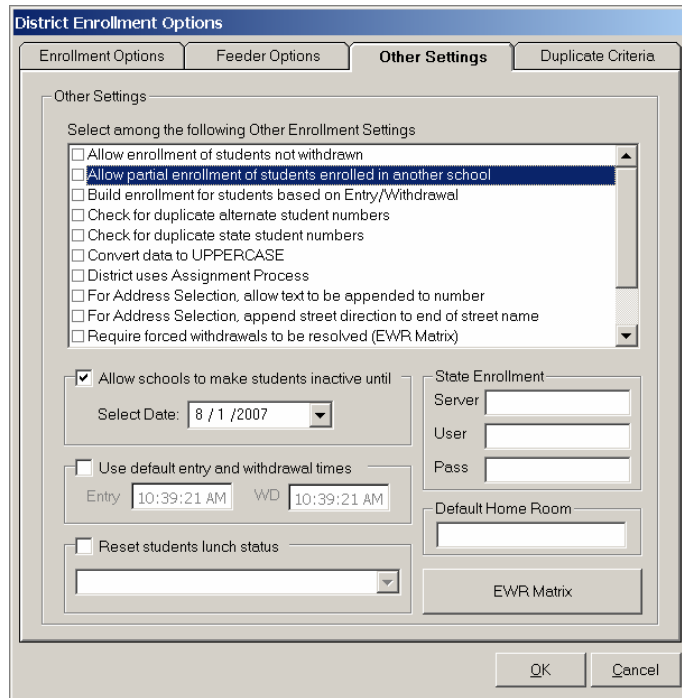 District Enrollment Options
Enrollment Options
Feeder Options
Other Settings
Duplicate Criteria
Other Settings
Select among the following Other Enrollment Settings
Allow enrollment of students not withdrawn
Allow partial enrollment of students enrolled in another school
Build enrollment for students based on Entry/Withdrawal
Check for duplicate alternate student numbers
Check for duplicate state student numbers
Convert data to UPPERCASE
District uses Assignment Process
For Address Selection, allow text to be appended to number
For Address Selection, append street direction to end of street name
Require forced withdrawals to be resolved (EWR Matrix)
Allow schools to make students inactive until
Select Date: 8 / 1 /2007
State Enrollment
Server
User
Pass
Use default entry and withdrawal times
Entry 10:39:21 AM WD 10:39:21 AM
Default Home Room
Reset students lunch status
EWR Matrix
OK Cancel